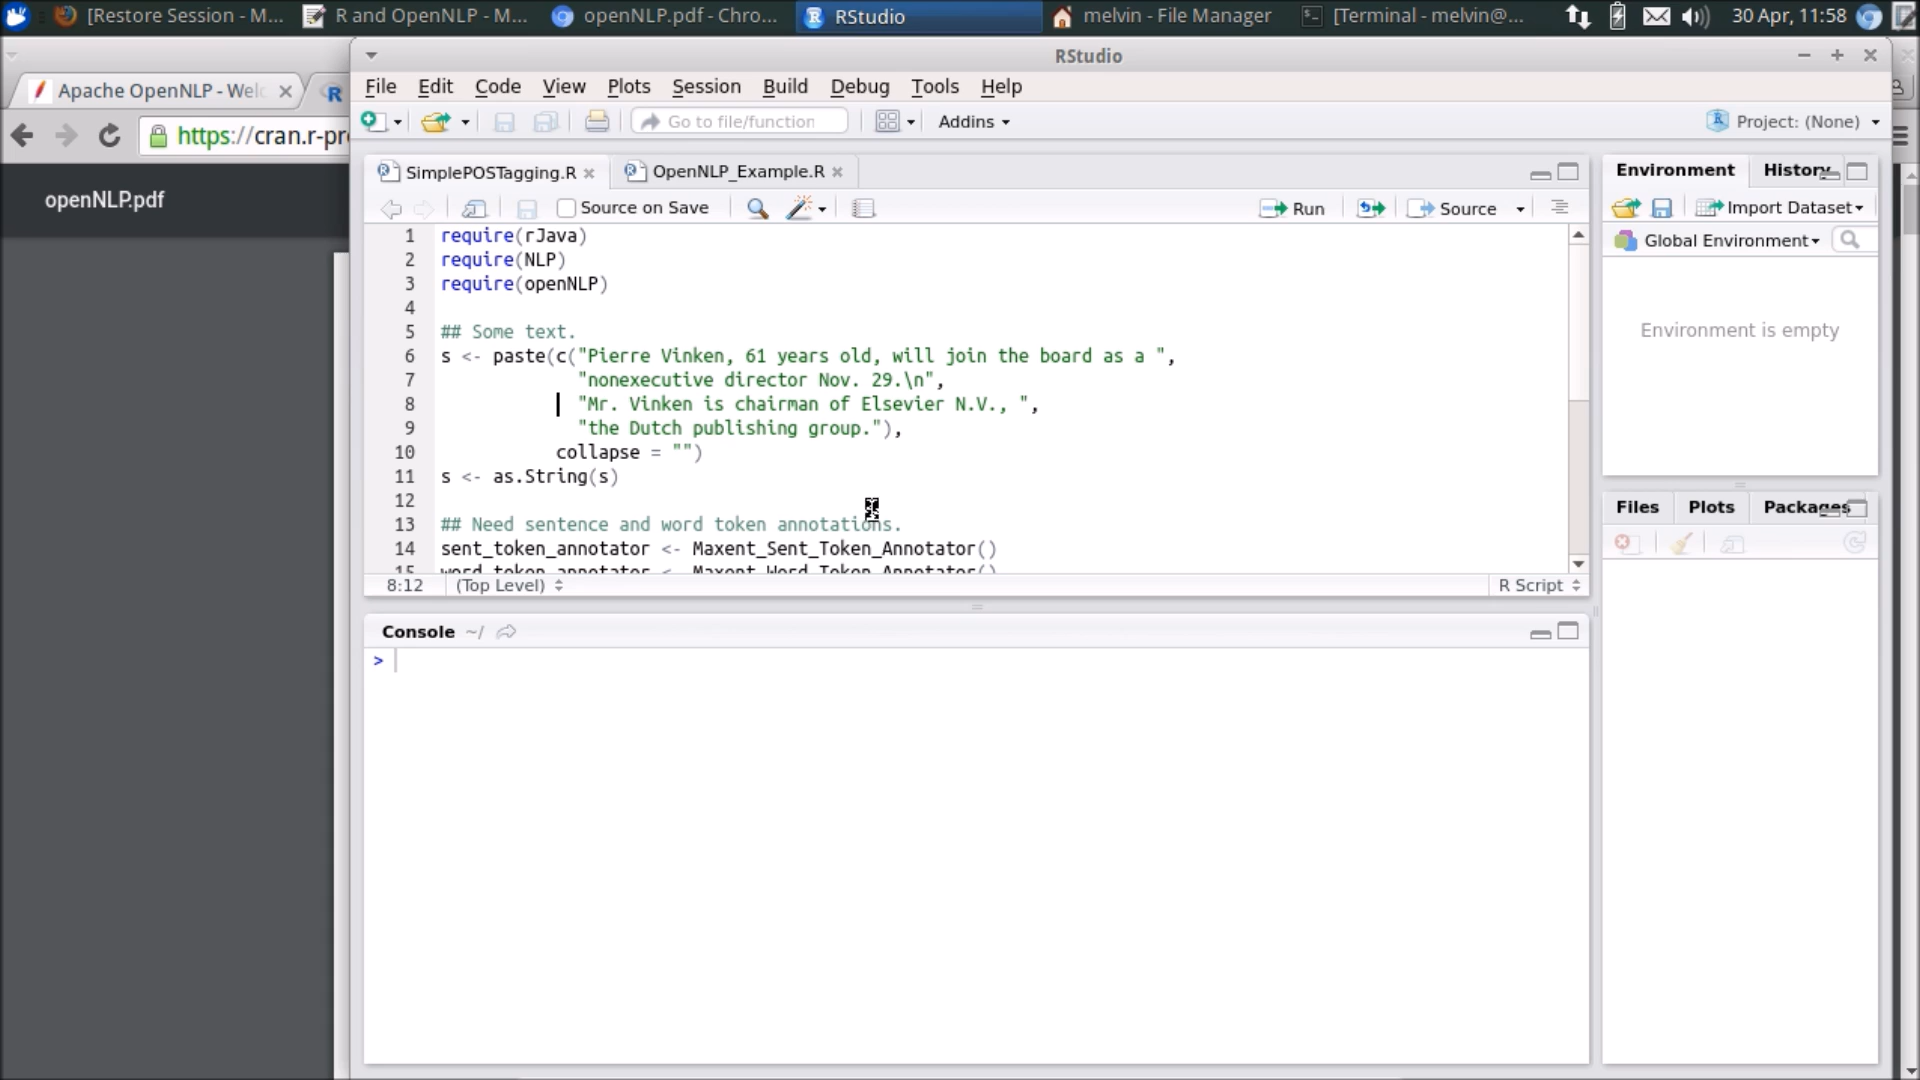 [Restore Session - M... R and OpenNLP - M... openNLP.pdf - Chro... RStudio melvin - File Manager [Terminal - melvin@... 30 Apr, 11:58
RStudio
Apache OpenNLP - Welc
https://cran.r-pr
openNLP.pdf
File Edit Code View Plots Session Build Debug Tools Help
Go to file/function Addins Project: (None)
SimplePOSTagging.R OpenNLP_Example.R
Source on Save Run Source
1 require(rJava)
2 require(NLP)
3 require(openNLP)
4
5 ## Some text.
6 s <- paste(c("Pierre Vinken, 61 years old, will join the board as a ",
7 "nonexecutive director Nov. 29.\n",
8 "Mr. Vinken is chairman of Elsevier N.V., ",
9 "the Dutch publishing group."),
10 collapse = "")
11 s <- as.String(s)
12
13 ## Need sentence and word token annotations.
14 sent_token_annotator <- Maxent_Sent_Token_Annotator()
15 word_token_annotator <- Maxent_Word_Token_Annotator()
8:12 (Top Level) R Script
Console ~/
>
Environment History
Import Dataset
Global Environment
Environment is empty
Files Plots Packages